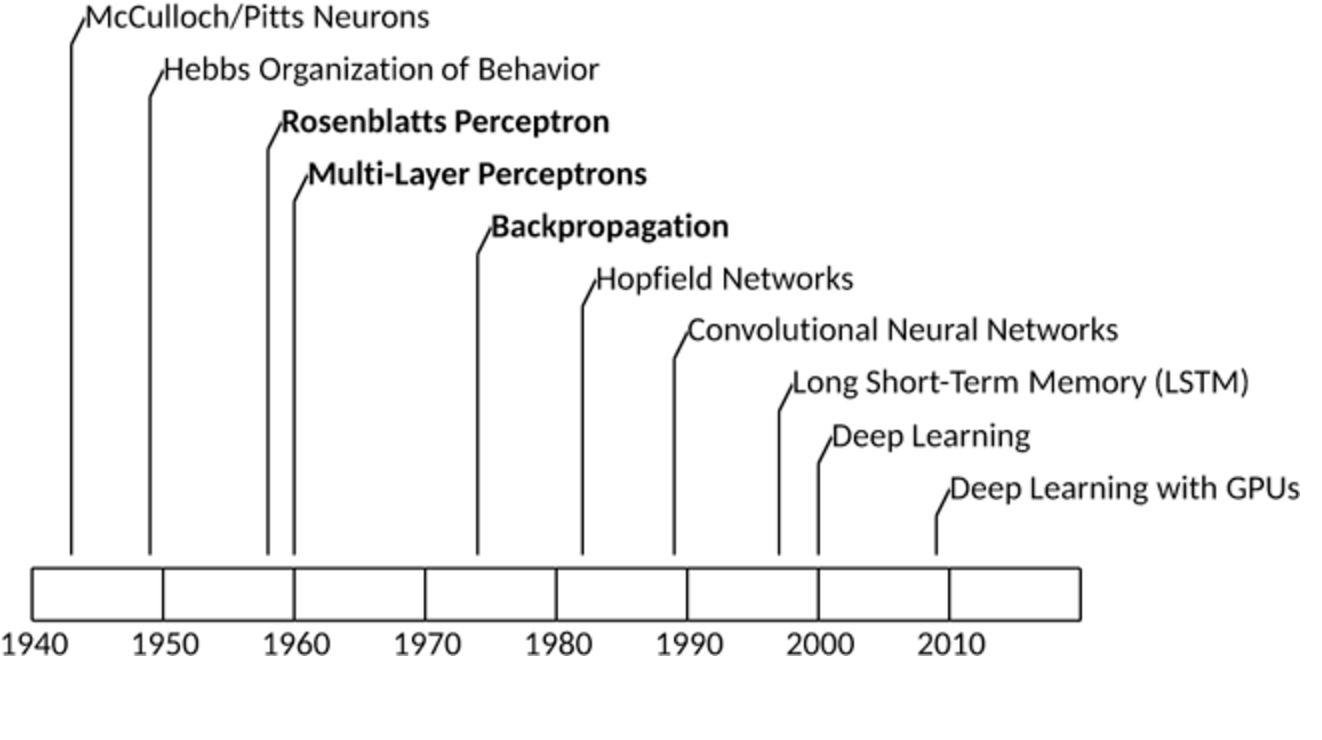 McCulloch/Pitts Neurons
Hebbs Organization of Behavior
Rosenblatts Perceptron
Multi-Layer Perceptrons
Backpropagation
Hopfield Networks
Convolutional Neural Networks
Long Short-Term Memory (LSTM)
Deep Learning
Deep Learning with GPUs
1940 1950 1960 1970 1980 1990 2000 2010